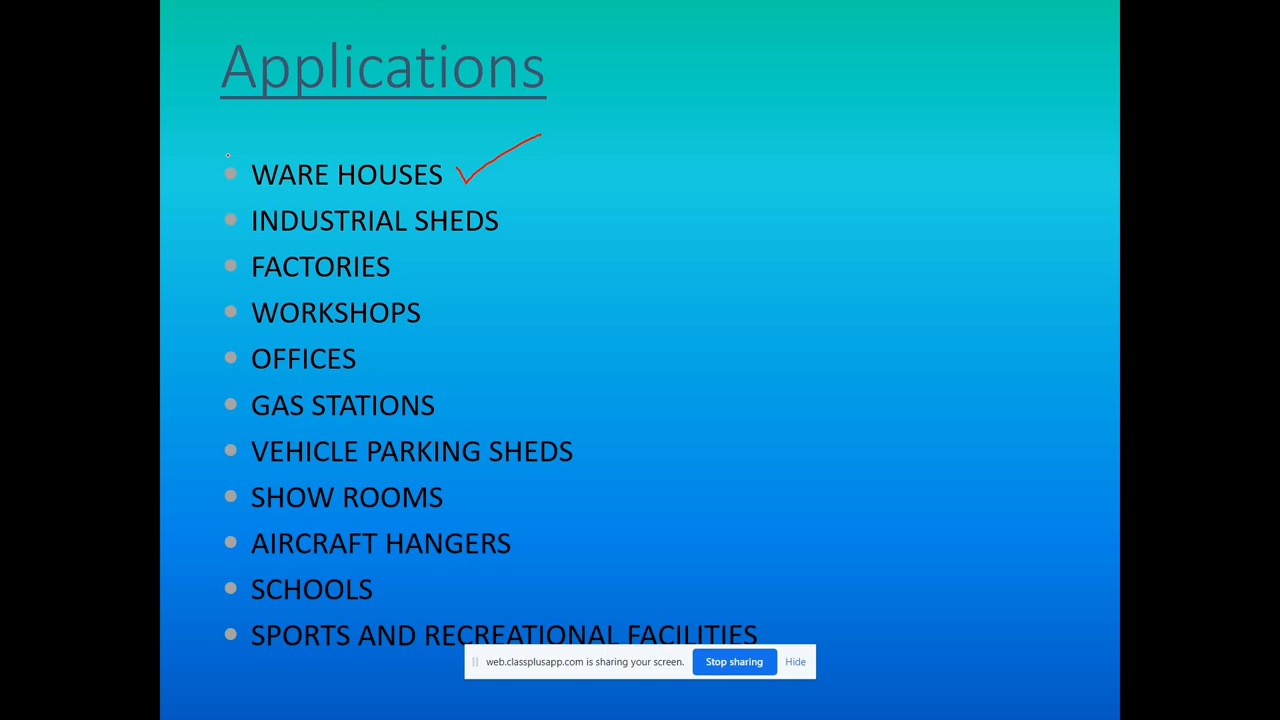 Applications
WARE HOUSES
INDUSTRIAL SHEDS
FACTORIES
WORKSHOPS
OFFICES
GAS STATIONS
VEHICLE PARKING SHEDS
SHOW ROOMS
AIRCRAFT HANGERS
SCHOOLS
SPORTS AND RECREATIONAL FACILITIES
web.classplusapp.com is sharing your screen. Stop sharing Hide